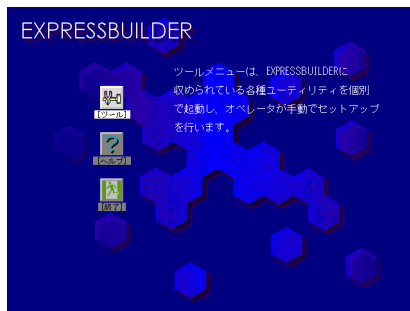 EXPRESSBUILDER
ツールメニューは、EXPRESSBUILDERに
収められている各種ユーティリティを個別
で起動し、オペレータが手動でセットアップ
を行います。
[ツール]
[ヘルプ]
[終了]